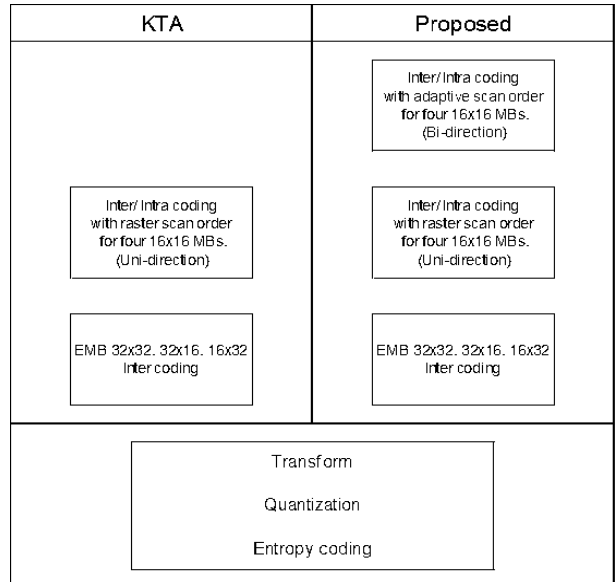 KTA
Proposed
Inter/Intra coding
with adaptive scan order
for four 16x16 MBs.
(Bi-direction)
Inter/Intra coding
with raster scan order
for four 16x16 MBs.
(Uni-direction)
Inter/Intra coding
with raster scan order
for four 16x16 MBs.
(Uni-direction)
EMB 32x32. 32x16. 16x32
Inter coding
EMB 32x32. 32x16. 16x32
Inter coding
Transform
Quantization
Entropy coding